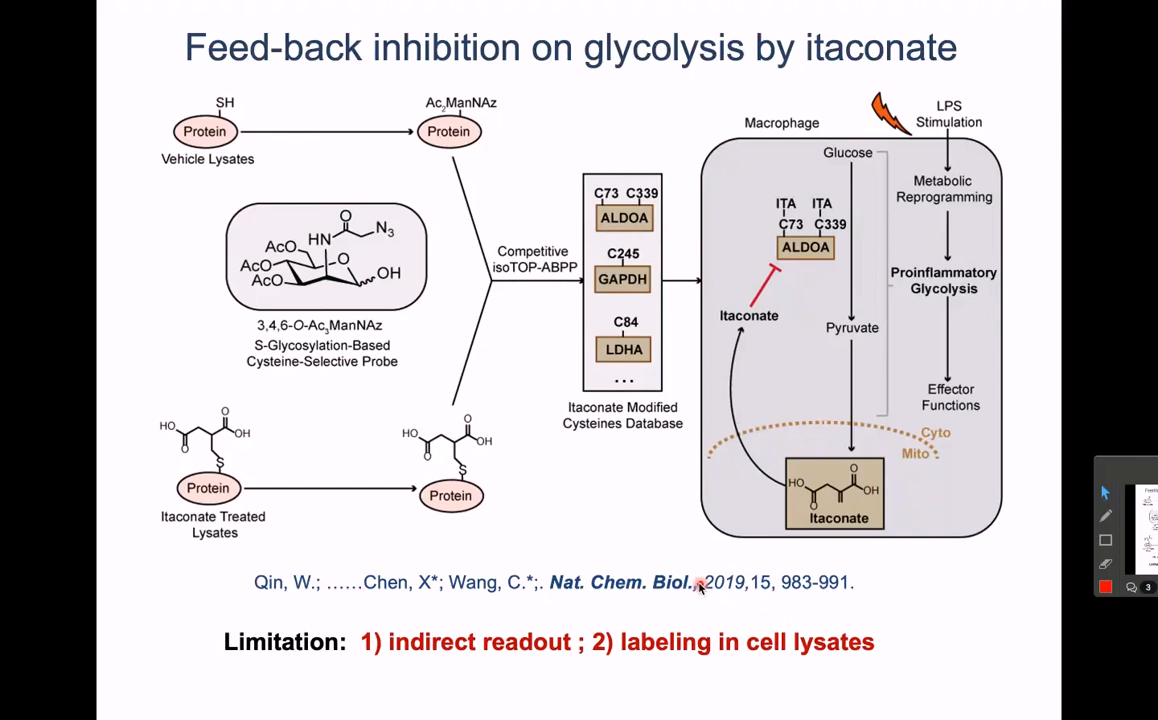 Feed-back inhibition on glycolysis by itaconate
SH
Protein
Vehicle Lysates
Ac₂ManNAz
Protein
O
N₃
HN
AcO
O
AcO
AcO
OH
3,4,6-O-Ac₃ManNAz
S-Glycosylation-Based
Cysteine-Selective Probe
HO
O
O
OH
S
Protein
Itaconate Treated
Lysates
HO
O
O
OH
S
Protein
Competitive
isoTOP-ABPP
C73 C339
ALDOA
C245
GAPDH
C84
LDHA
...
Itaconate Modified
Cysteines Database
Macrophage
LPS
Stimulation
Glucose
ITA ITA
C73 C339
ALDOA
Itaconate
Pyruvate
Metabolic
Reprogramming
Proinflammatory
Glycolysis
Effector
Functions
Cyto
Mito
HO
O
O
OH
Itaconate
Qin, W.; ……Chen, X*; Wang, C.*;. Nat. Chem. Biol., 2019,15, 983-991.
Limitation: 1) indirect readout ; 2) labeling in cell lysates
3